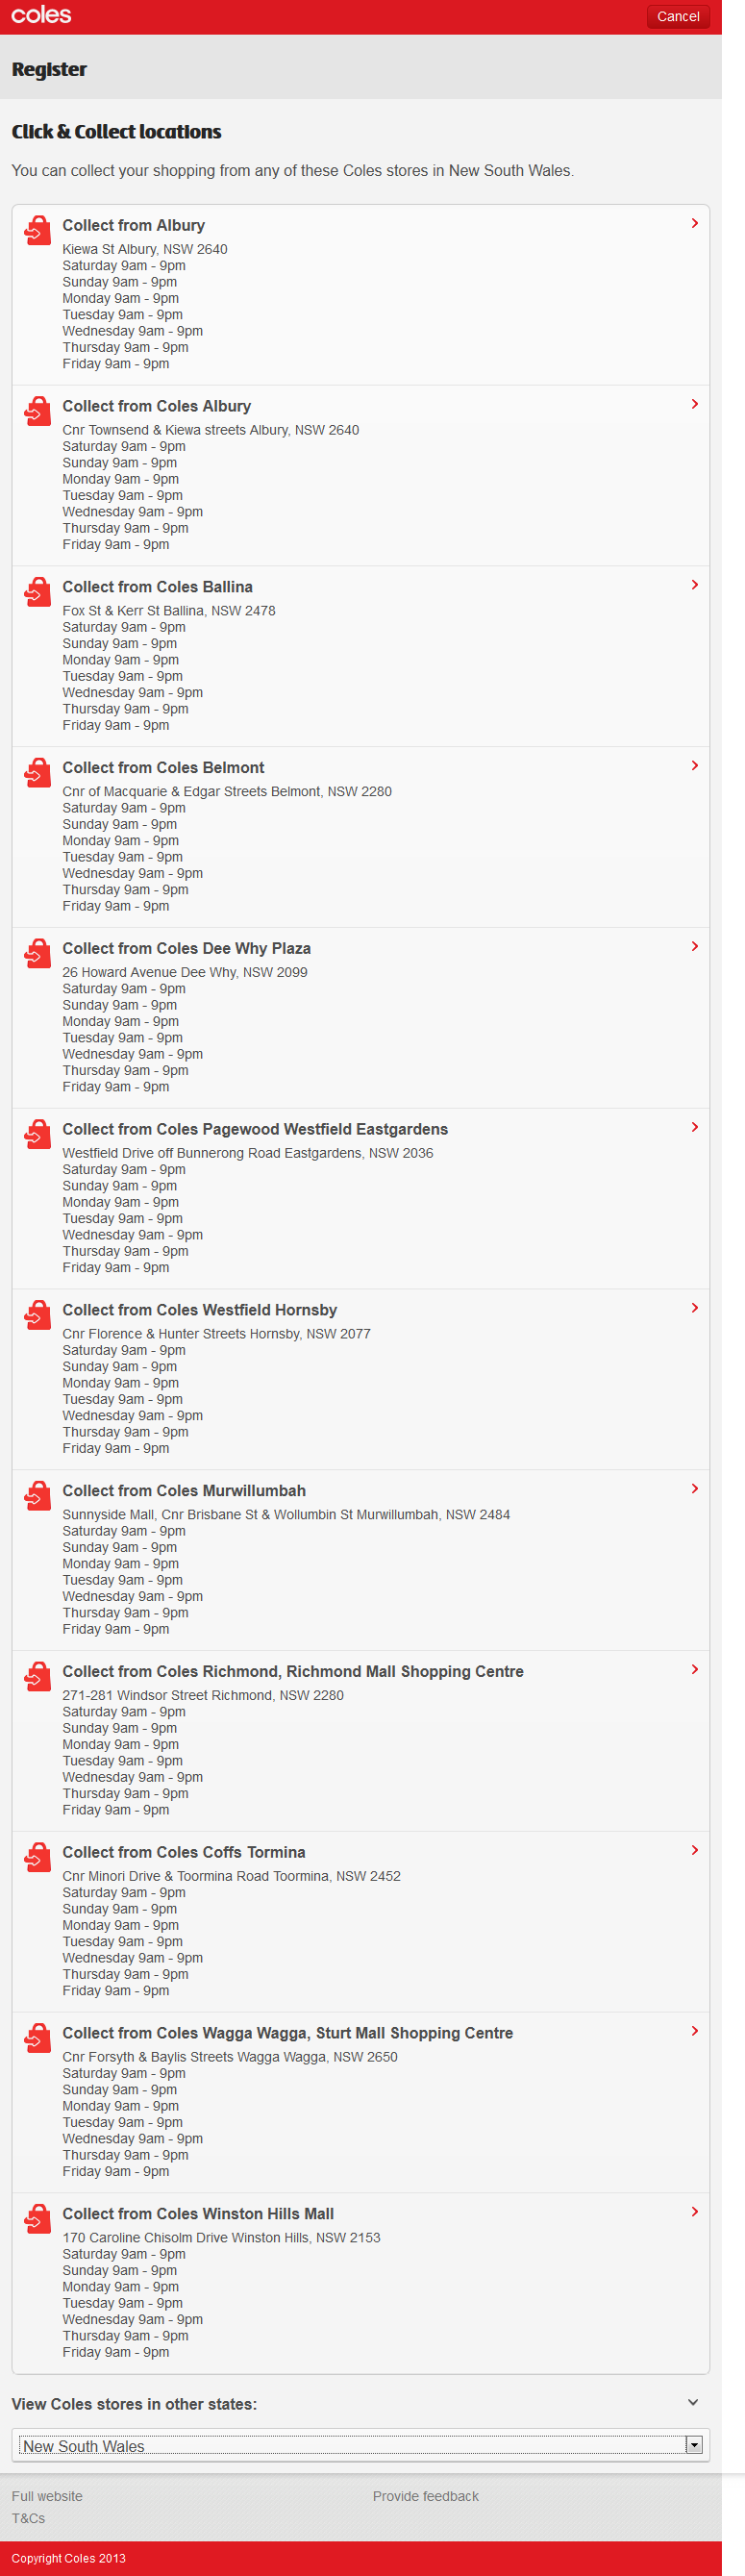 coles
Cancel
Register
Click & Collect locations
You can collect your shopping from any of these Coles stores in New South Wales.
Collect from Albury
Kiewa St Albury, NSW 2640
Saturday 9am - 9pm
Sunday 9am - 9pm
Monday 9am - 9pm
Tuesday 9am - 9pm
Wednesday 9am - 9pm
Thursday 9am - 9pm
Friday 9am - 9pm
Collect from Coles Albury
Cnr Townsend & Kiewa streets Albury, NSW 2640
Saturday 9am - 9pm
Sunday 9am - 9pm
Monday 9am - 9pm
Tuesday 9am - 9pm
Wednesday 9am - 9pm
Thursday 9am - 9pm
Friday 9am - 9pm
Collect from Coles Ballina
Fox St & Kerr St Ballina, NSW 2478
Saturday 9am - 9pm
Sunday 9am - 9pm
Monday 9am - 9pm
Tuesday 9am - 9pm
Wednesday 9am - 9pm
Thursday 9am - 9pm
Friday 9am - 9pm
Collect from Coles Belmont
Cnr of Macquarie & Edgar Streets Belmont, NSW 2280
Saturday 9am - 9pm
Sunday 9am - 9pm
Monday 9am - 9pm
Tuesday 9am - 9pm
Wednesday 9am - 9pm
Thursday 9am - 9pm
Friday 9am - 9pm
Collect from Coles Dee Why Plaza
26 Howard Avenue Dee Why, NSW 2099
Saturday 9am - 9pm
Sunday 9am - 9pm
Monday 9am - 9pm
Tuesday 9am - 9pm
Wednesday 9am - 9pm
Thursday 9am - 9pm
Friday 9am - 9pm
Collect from Coles Pagewood Westfield Eastgardens
Westfield Drive off Bunnerong Road Eastgardens, NSW 2036
Saturday 9am - 9pm
Sunday 9am - 9pm
Monday 9am - 9pm
Tuesday 9am - 9pm
Wednesday 9am - 9pm
Thursday 9am - 9pm
Friday 9am - 9pm
Collect from Coles Westfield Hornsby
Cnr Florence & Hunter Streets Hornsby, NSW 2077
Saturday 9am - 9pm
Sunday 9am - 9pm
Monday 9am - 9pm
Tuesday 9am - 9pm
Wednesday 9am - 9pm
Thursday 9am - 9pm
Friday 9am - 9pm
Collect from Coles Murwillumbah
Sunnyside Mall, Cnr Brisbane St & Wollumbin St Murwillumbah, NSW 2484
Saturday 9am - 9pm
Sunday 9am - 9pm
Monday 9am - 9pm
Tuesday 9am - 9pm
Wednesday 9am - 9pm
Thursday 9am - 9pm
Friday 9am - 9pm
Collect from Coles Richmond, Richmond Mall Shopping Centre
271-281 Windsor Street Richmond, NSW 2280
Saturday 9am - 9pm
Sunday 9am - 9pm
Monday 9am - 9pm
Tuesday 9am - 9pm
Wednesday 9am - 9pm
Thursday 9am - 9pm
Friday 9am - 9pm
Collect from Coles Coffs Tormina
Cnr Minori Drive & Toormina Road Toormina, NSW 2452
Saturday 9am - 9pm
Sunday 9am - 9pm
Monday 9am - 9pm
Tuesday 9am - 9pm
Wednesday 9am - 9pm
Thursday 9am - 9pm
Friday 9am - 9pm
Collect from Coles Wagga Wagga, Sturt Mall Shopping Centre
Cnr Forsyth & Baylis Streets Wagga Wagga, NSW 2650
Saturday 9am - 9pm
Sunday 9am - 9pm
Monday 9am - 9pm
Tuesday 9am - 9pm
Wednesday 9am - 9pm
Thursday 9am - 9pm
Friday 9am - 9pm
Collect from Coles Winston Hills Mall
170 Caroline Chisolm Drive Winston Hills, NSW 2153
Saturday 9am - 9pm
Sunday 9am - 9pm
Monday 9am - 9pm
Tuesday 9am - 9pm
Wednesday 9am - 9pm
Thursday 9am - 9pm
Friday 9am - 9pm
View Coles stores in other states:
New South Wales
Full website
Provide feedback
T&Cs
Copyright Coles 2013